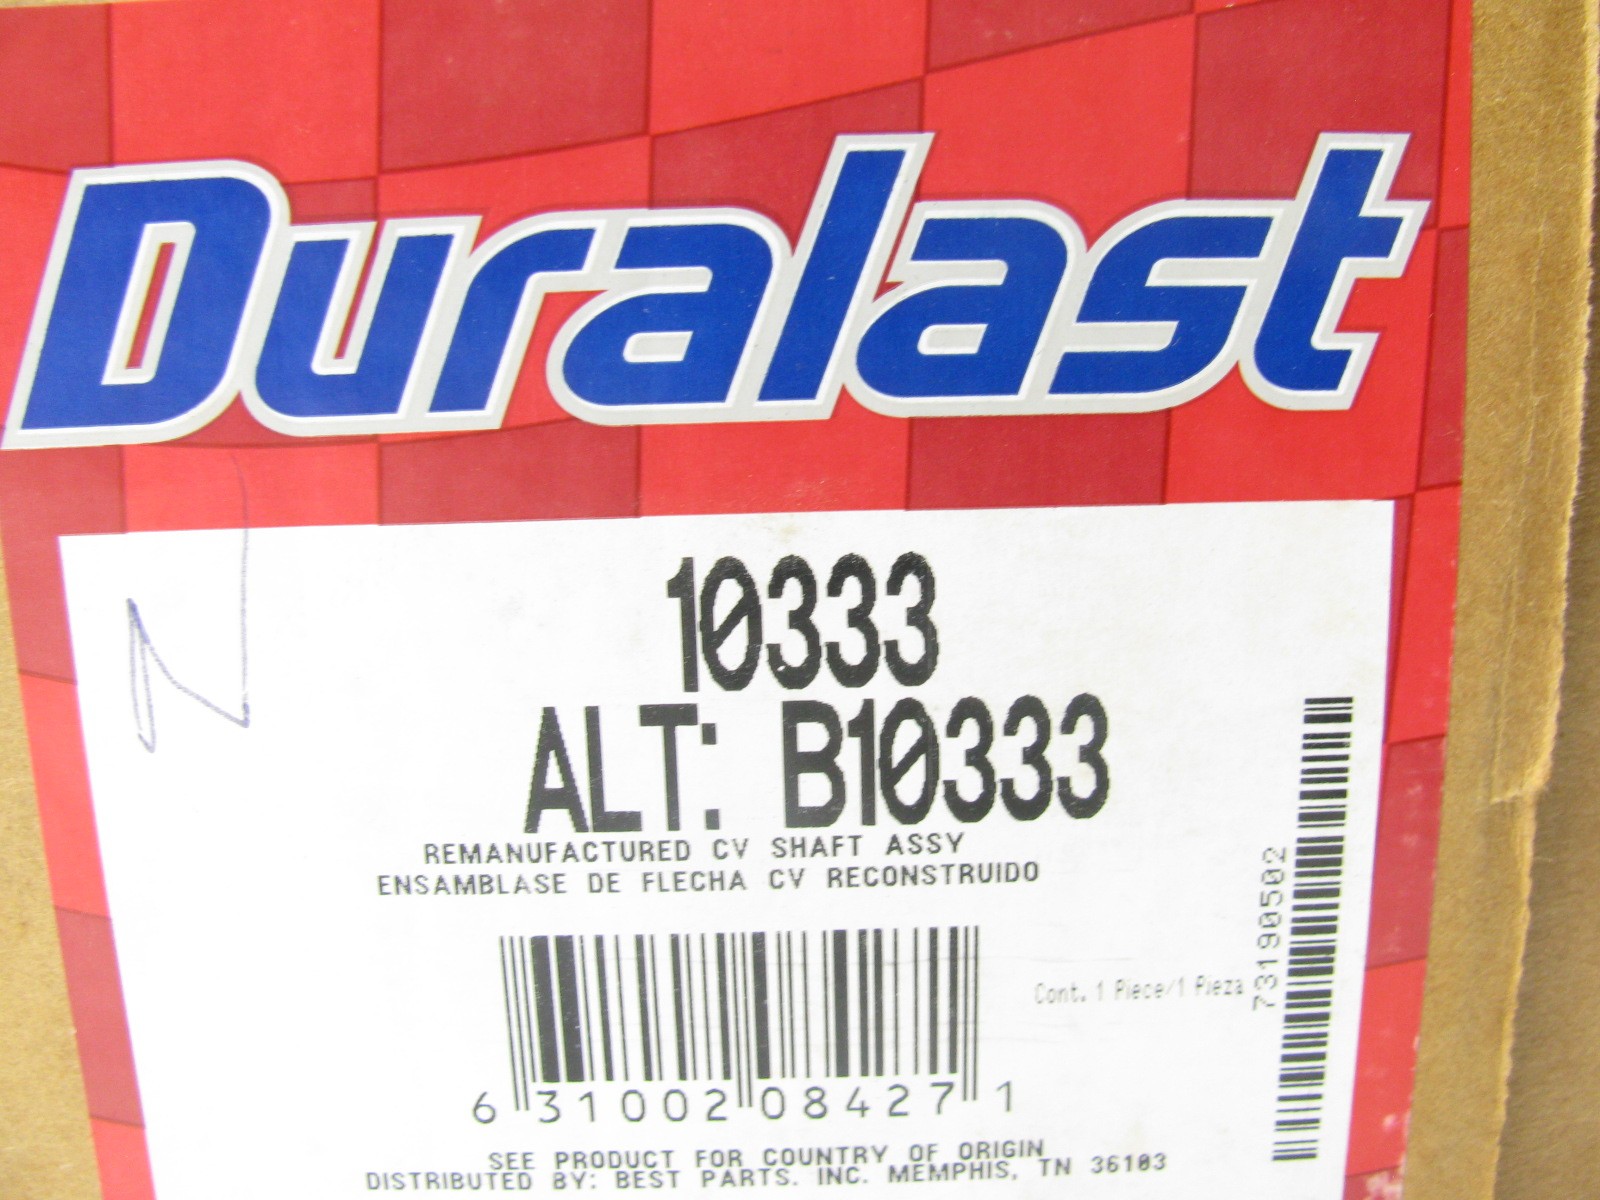 Duralast
10333
ALT: B10333
REMANUFACTURED CV SHAFT ASSY
ENSAMBLASE DE FLECHA CV RECONSTRUIDO
Cont. 1 Piece/1 Pieza
73190502
6 31002 08427 1
SEE PRODUCT FOR COUNTRY OF ORIGIN
DISTRIBUTED BY: BEST PARTS. INC. MEMPHIS, TN 36103